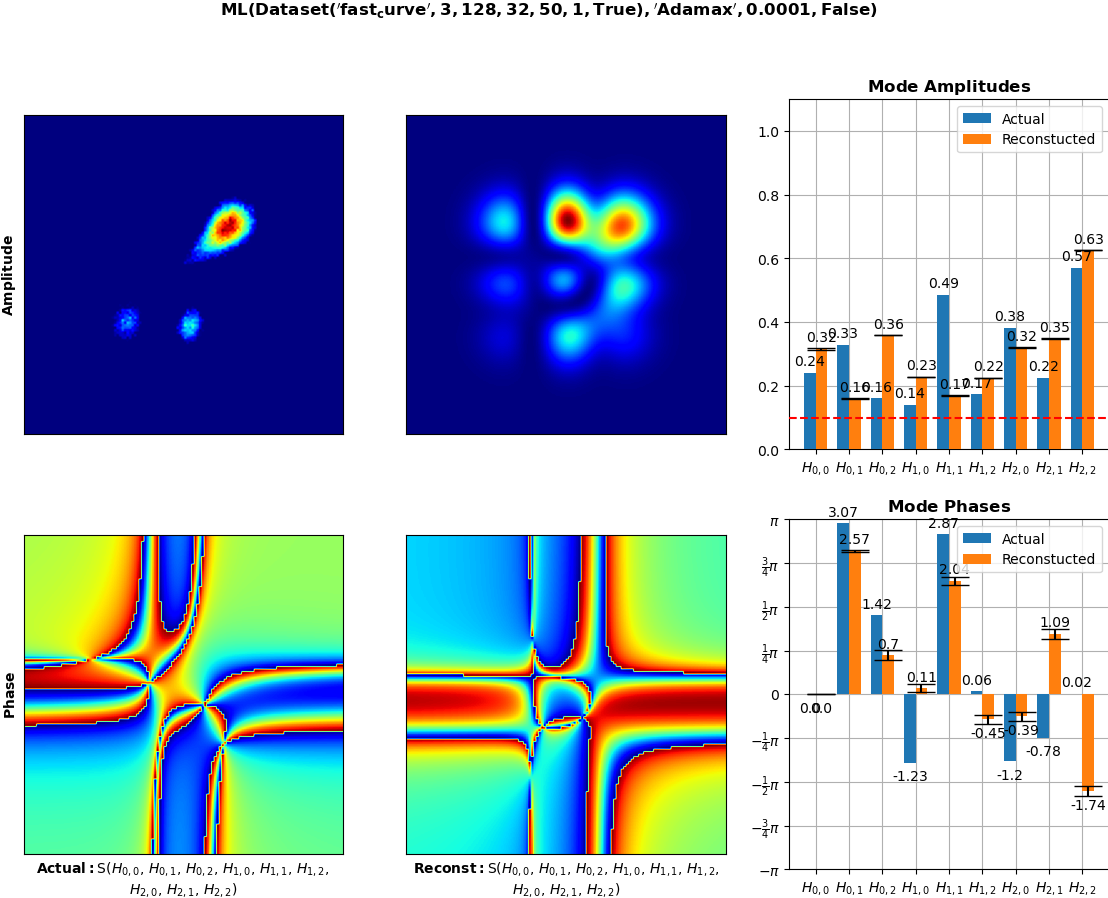 ML(Dataset('fast_curve', 3, 128, 32, 50, 1, True), 'Adamax', 0.0001, False)
Amplitude
Mode Amplitudes
Actual
Reconstucted
1.0
0.8
0.6
0.4
0.2
0.0
0.24
0.32
0.33
0.16
0.16
0.36
0.14
0.23
0.49
0.17
0.17
0.22
0.38
0.32
0.22
0.35
0.57
0.63
H0,0 H0,1 H0,2 H1,0 H1,1 H1,2 H2,0 H2,1 H2,2
Phase
Mode Phases
Actual
Reconstucted
π
3/4π
1/2π
1/4π
0
−1/4π
−1/2π
−3/4π
−π
0.0
0.0
3.07
2.57
1.42
0.7
-1.23
0.11
2.87
2.04
0.06
-0.45
-1.2
-0.39
-0.78
1.09
0.02
-1.74
H0,0 H0,1 H0,2 H1,0 H1,1 H1,2 H2,0 H2,1 H2,2
Actual: S(H0,0, H0,1, H0,2, H1,0, H1,1, H1,2,
H2,0, H2,1, H2,2)
Reconst: S(H0,0, H0,1, H0,2, H1,0, H1,1, H1,2,
H2,0, H2,1, H2,2)